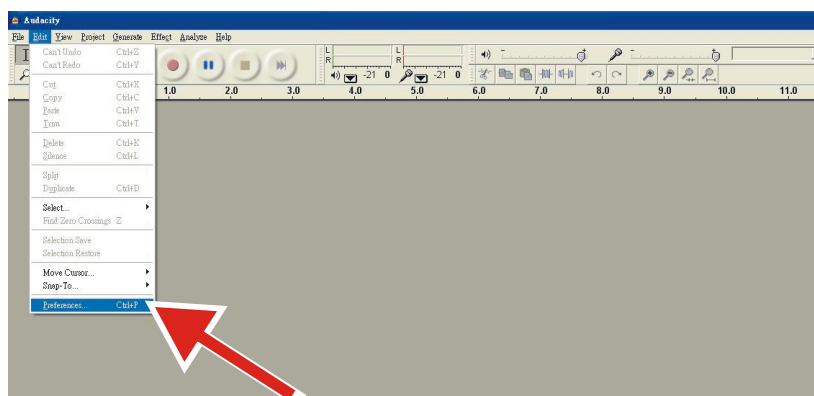 Audacity
File Edit View Project Generate Effect Analyze Help
Can't Undo Ctrl+Z
Can't Redo Ctrl+Y
Cut Ctrl+X
Copy Ctrl+C
Paste Ctrl+V
Trim Ctrl+T
Delete Ctrl+K
Silence Ctrl+L
Split
Duplicate Ctrl+D
Select...
Find Zero Crossings Z
Selection Save
Selection Restore
Move Cursor...
Snap-To...
Preferences... Ctrl+P
L
R
-21 0
L
R
-21 0
1.0 2.0 3.0 4.0 5.0 6.0 7.0 8.0 9.0 10.0 11.0